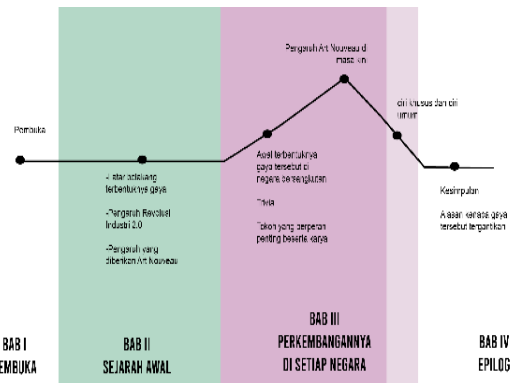 Pembuka
-Latar belakang
terbentuknya gaya
-Pengaruh Revolusi
Industri 2.0
-Pengaruh yang
diberikan Art Nouveau
Pengaruh Art Nouveau di
masa kini
Awal terbentuknya
gaya tersebut di
negara bersangkutan
Trivia
Tokoh yang berperan
penting beserta karya
ciri khusus dan ciri
umum
Kesimpulan
Alasan kenapa gaya
tersebut tergantikan
BAB I
EMBUKA
BAB II
SEJARAH AWAL
BAB III
PERKEMBANGANNYA
DI SETIAP NEGARA
BAB IV
EPILOG